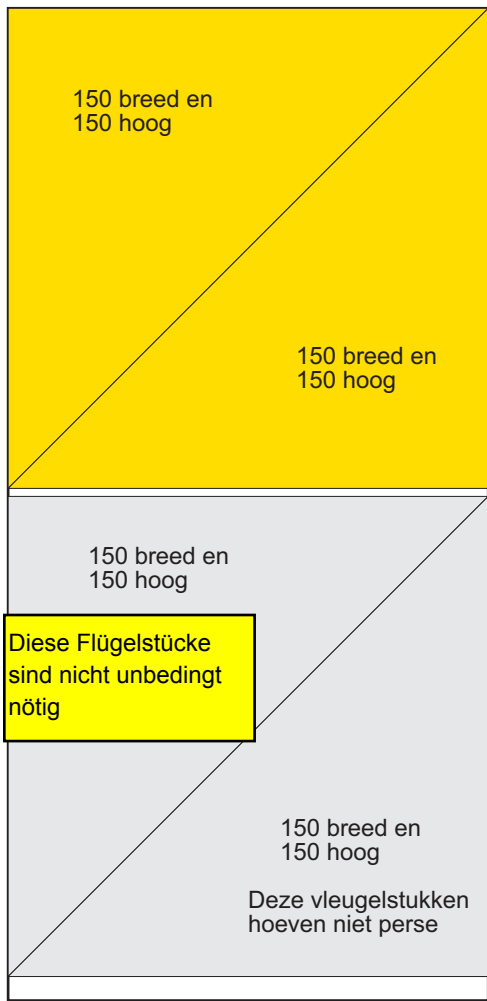 150 breed en
150 hoog
150 breed en
150 hoog
150 breed en
150 hoog
Diese Flügelstücke
sind nicht unbedingt
nötig
150 breed en
150 hoog
Deze vleugelstukken
hoeven niet perse